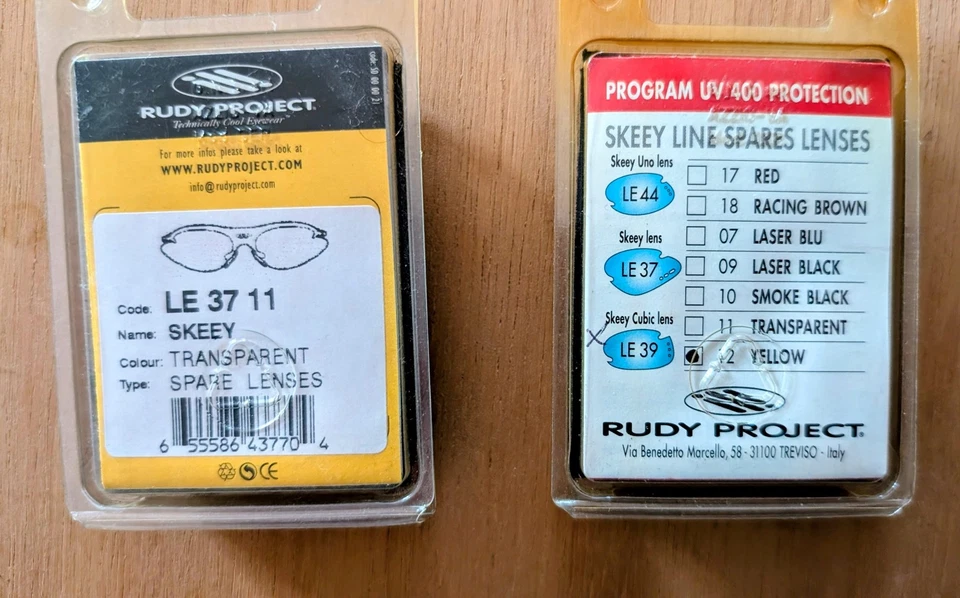 RUDY PROJECT
Technically Cool Eyewear
For more infos please take a look at
WWW.RUDYPROJECT.COM
info@rudyproject.com
Code: LE 37 11
Name: SKEEY
Colour: TRANSPARENT
Type: SPARE LENSES
6 55586 43770 4
CE
PROGRAM UV 400 PROTECTION
SKEEY LINE SPARES LENSES
Skeey Uno lens
LE 44
Skeey lens
LE 37
Skeey Cubic lens
LE 39
17 RED
18 RACING BROWN
07 LASER BLU
09 LASER BLACK
10 SMOKE BLACK
11 TRANSPARENT
12 YELLOW
RUDY PROJECT®
Via Benedetto Marcello, 58 - 31100 TREVISO - Italy